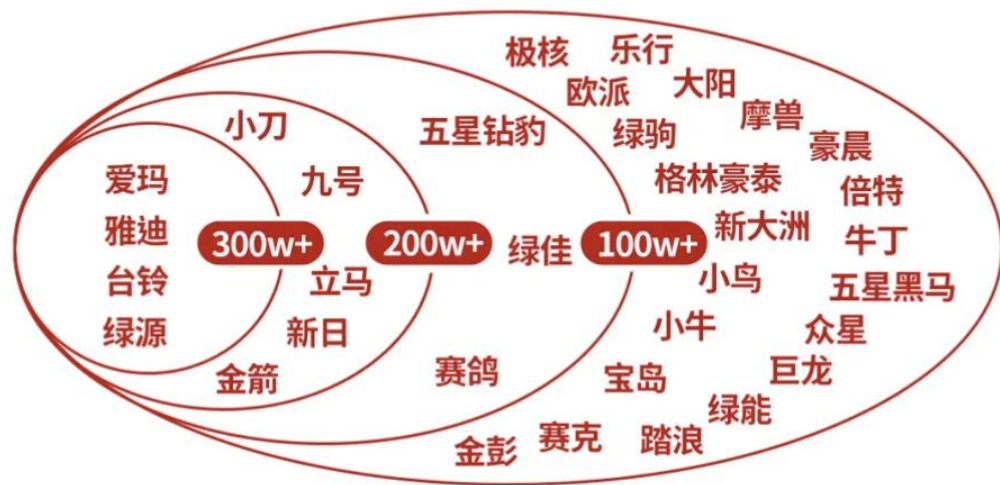 爱玛
雅迪
台铃
绿源
300w+
小刀
九号
立马
新日
金箭
200w+
五星钻豹
绿佳
赛鸽
100w+
极核
乐行
欧派
大阳
绿驹
摩兽
豪晨
格林豪泰
倍特
新大洲
牛丁
小鸟
五星黑马
小牛
众星
宝岛
巨龙
绿能
金彭
赛克
踏浪